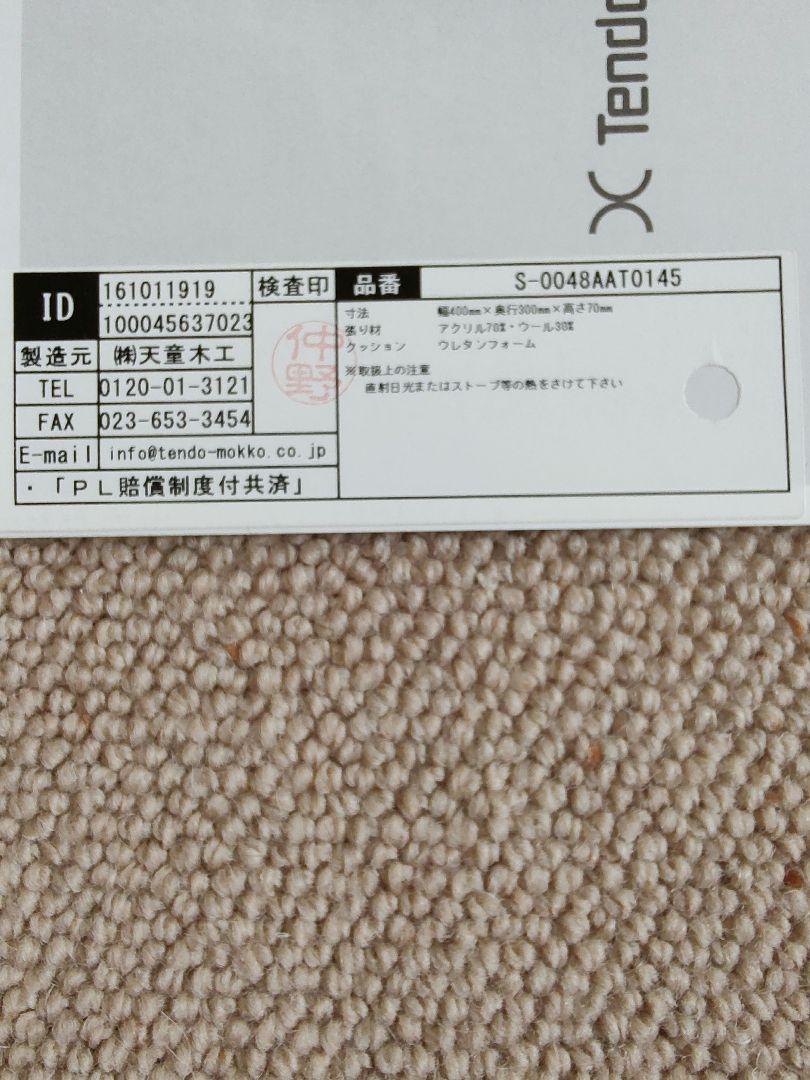 Tendo
ID
161011919
100045637023
検査印
仲野
製造元
㈱天童木工
TEL
0120-01-3121
FAX
023-653-3454
E-mail
info@tendo-mokko.co.jp
・「PL賠償制度付共済」
品番
S-0048AAT0145
寸法 幅400mm×奥行300mm×高さ70mm
張り材 アクリル70%・ウール30%
クッション ウレタンフォーム
※取扱上の注意
直射日光またはストーブ等の熱をさけて下さい